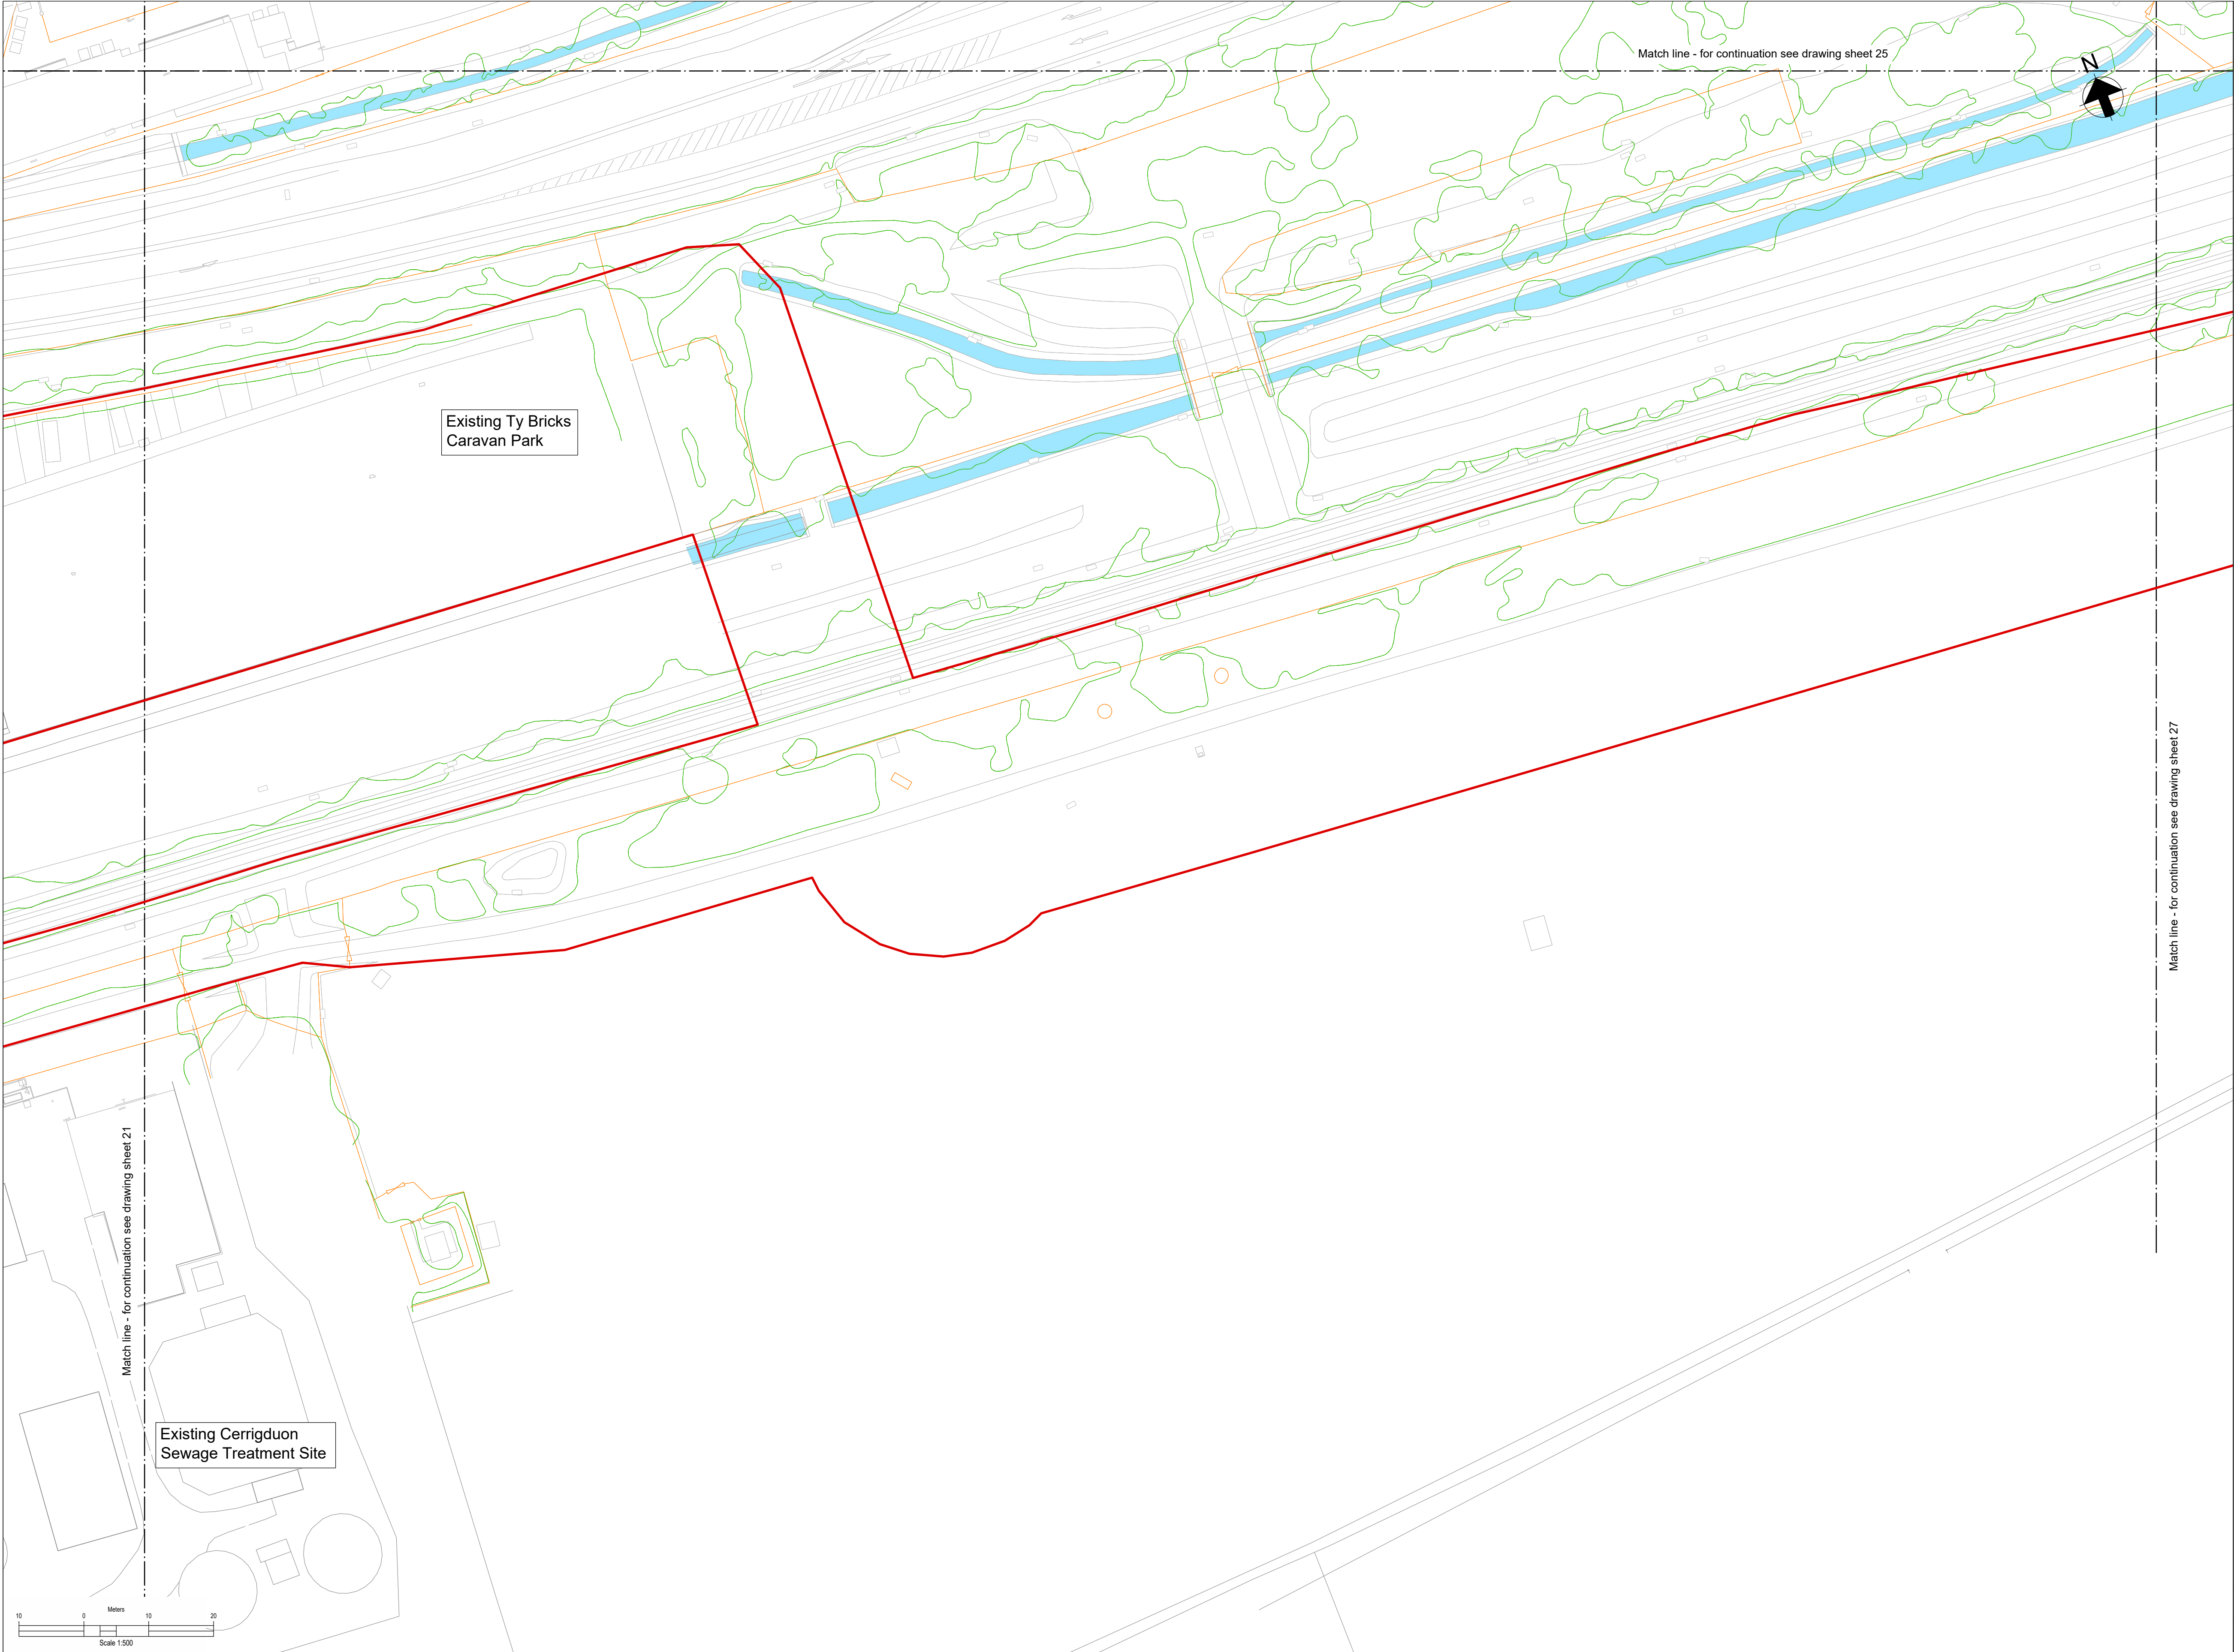 Match line - for continuation see drawing sheet 25
N
Existing Ty Bricks
Caravan Park
Match line - for continuation see drawing sheet 27
Match line - for continuation see drawing sheet 21
Existing Cerrigduon
Sewage Treatment Site
Meters
10 0 10 20
Scale 1:500